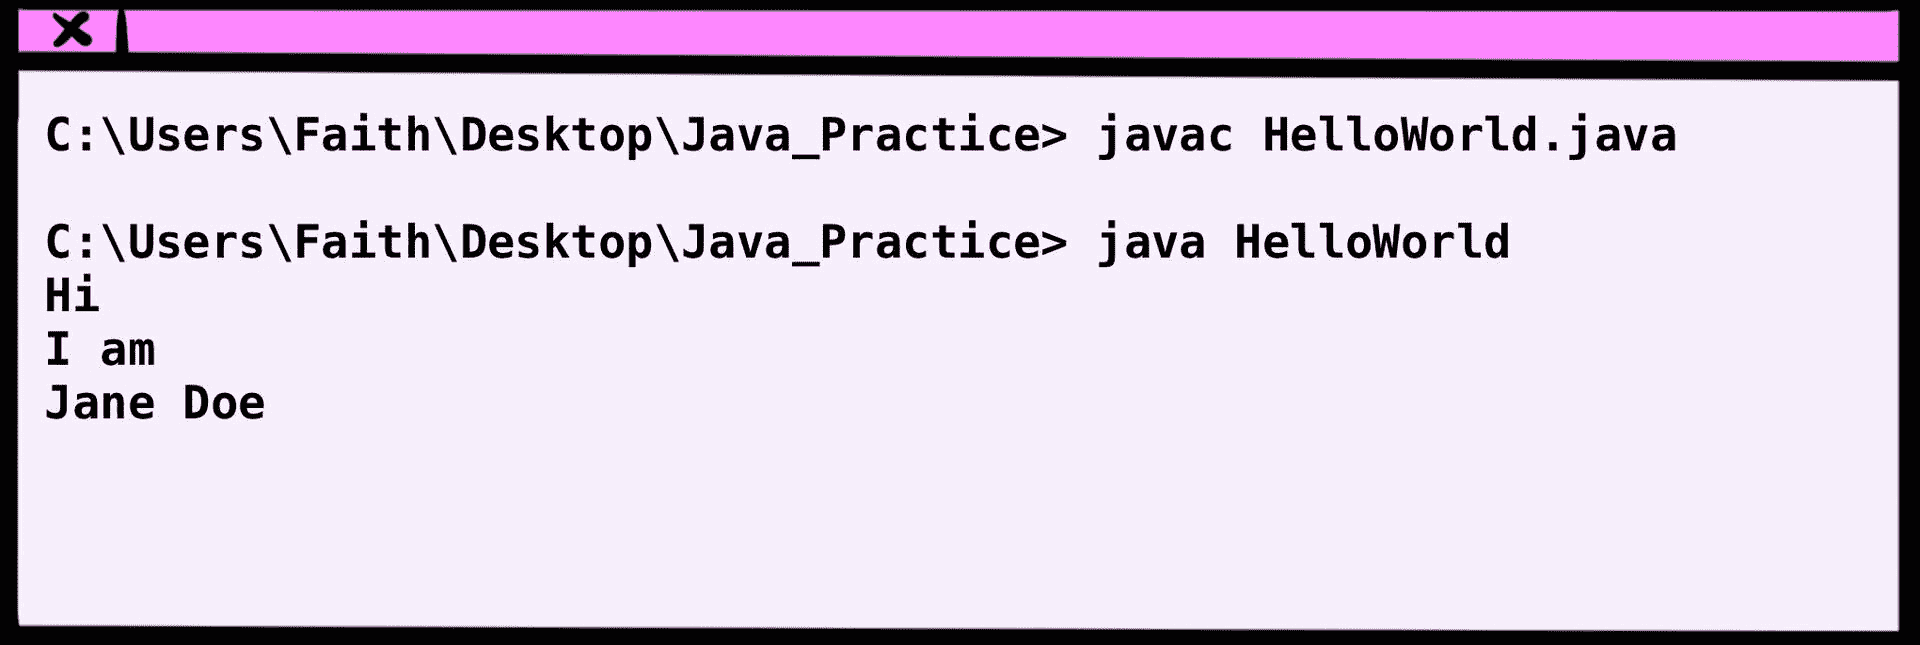 C:\Users\Faith\Desktop\Java_Practice> javac HelloWorld.java
C:\Users\Faith\Desktop\Java_Practice> java HelloWorld
Hi
I am
Jane Doe